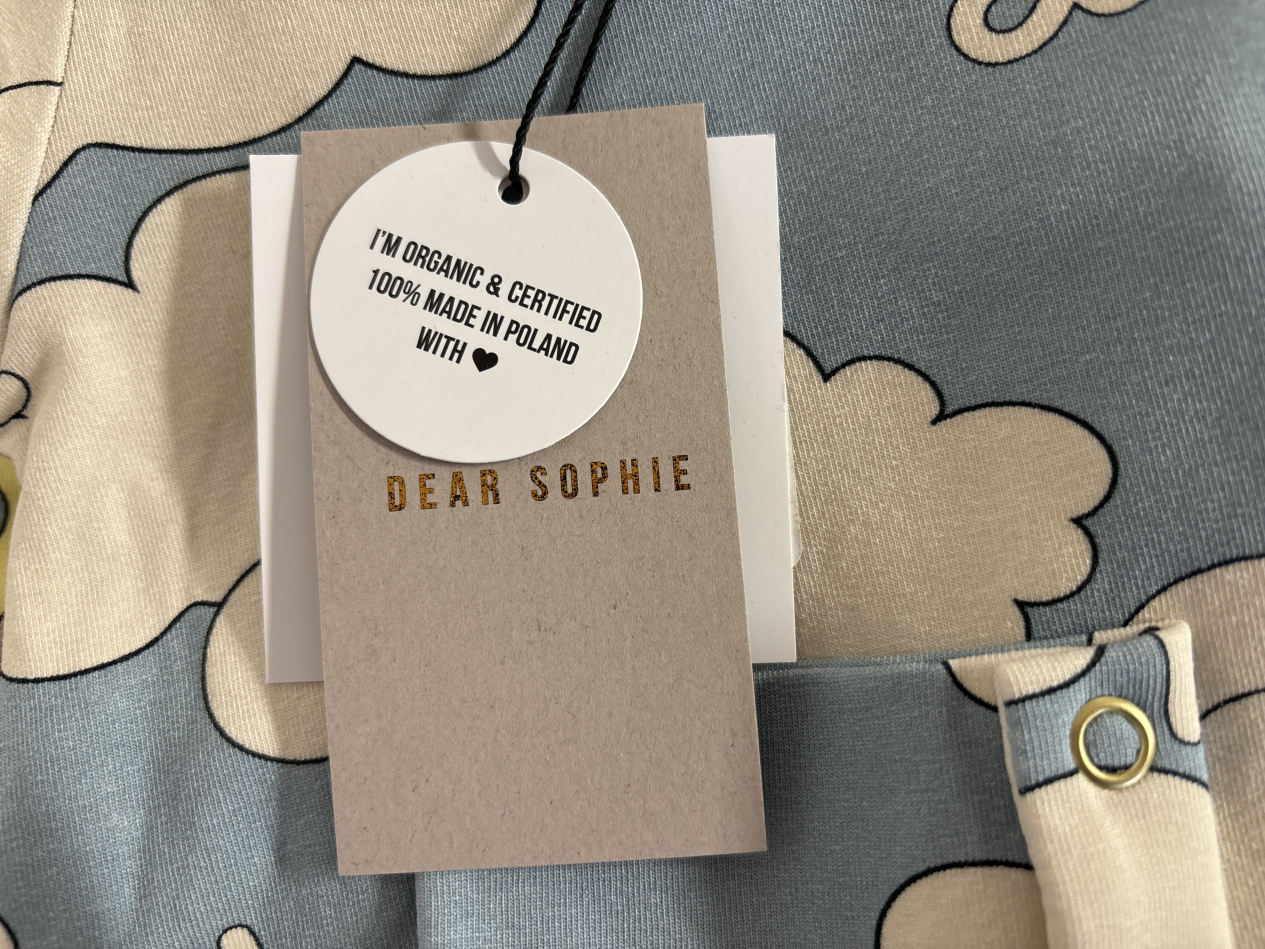 I'M ORGANIC & CERTIFIED
100% MADE IN POLAND
WITH ♥
DEAR SOPHIE